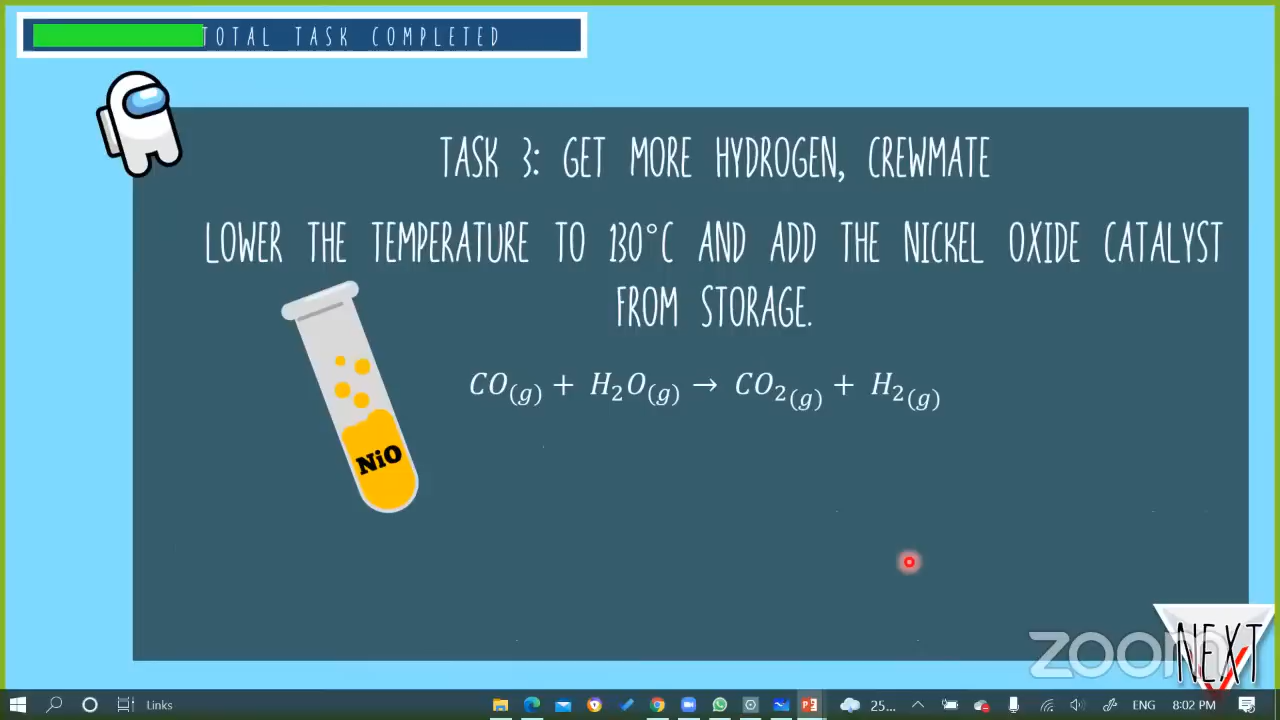 TOTAL TASK COMPLETED
TASK 3: GET MORE HYDROGEN, CREWMATE
LOWER THE TEMPERATURE TO 130°C AND ADD THE NICKEL OXIDE CATALYST
FROM STORAGE.
CO(g) + H₂O(g) → CO₂(g) + H₂(g)
NiO
zoom
NEXT
Links
25...
ENG
8:02 PM